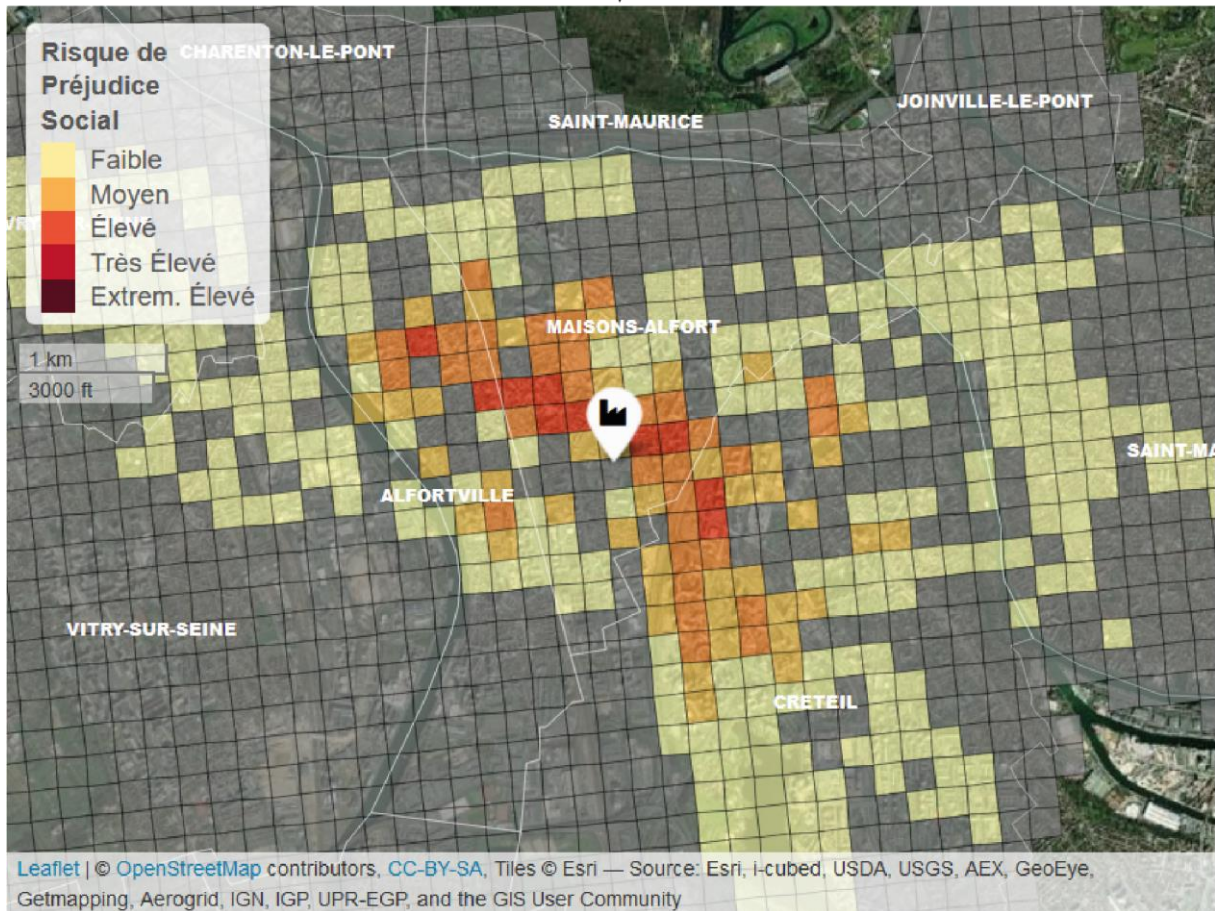 Risque de
Préjudice
Social
Faible
Moyen
Élevé
Très Élevé
Extrem. Élevé
CHARENTON-LE-PONT
JOINVILLE-LE-PONT
SAINT-MAURICE
MAISONS-ALFORT
1 km
3000 ft
SAINT-MA
ALFORTVILLE
VITRY-SUR-SEINE
CRETEIL
Leaflet | © OpenStreetMap contributors, CC-BY-SA, Tiles © Esri — Source: Esri, i-cubed, USDA, USGS, AEX, GeoEye,
Getmapping, Aerogrid, IGN, IGP, UPR-EGP, and the GIS User Community